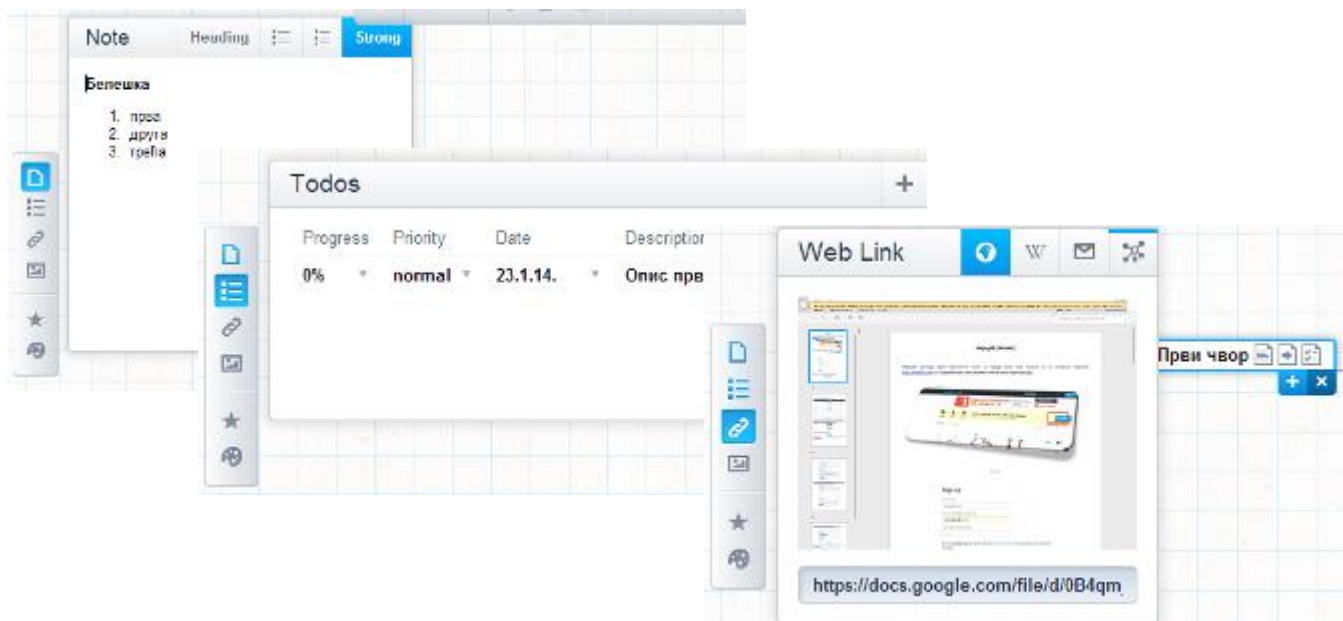 Note Heading Strong
Белешка
1. прва
2. друга
3. трећа
Todos +
Progress Priority Date Description
0% normal 23.1.14. Опис прв
Web Link W
Први чвор
https://docs.google.com/file/d/0B4qm